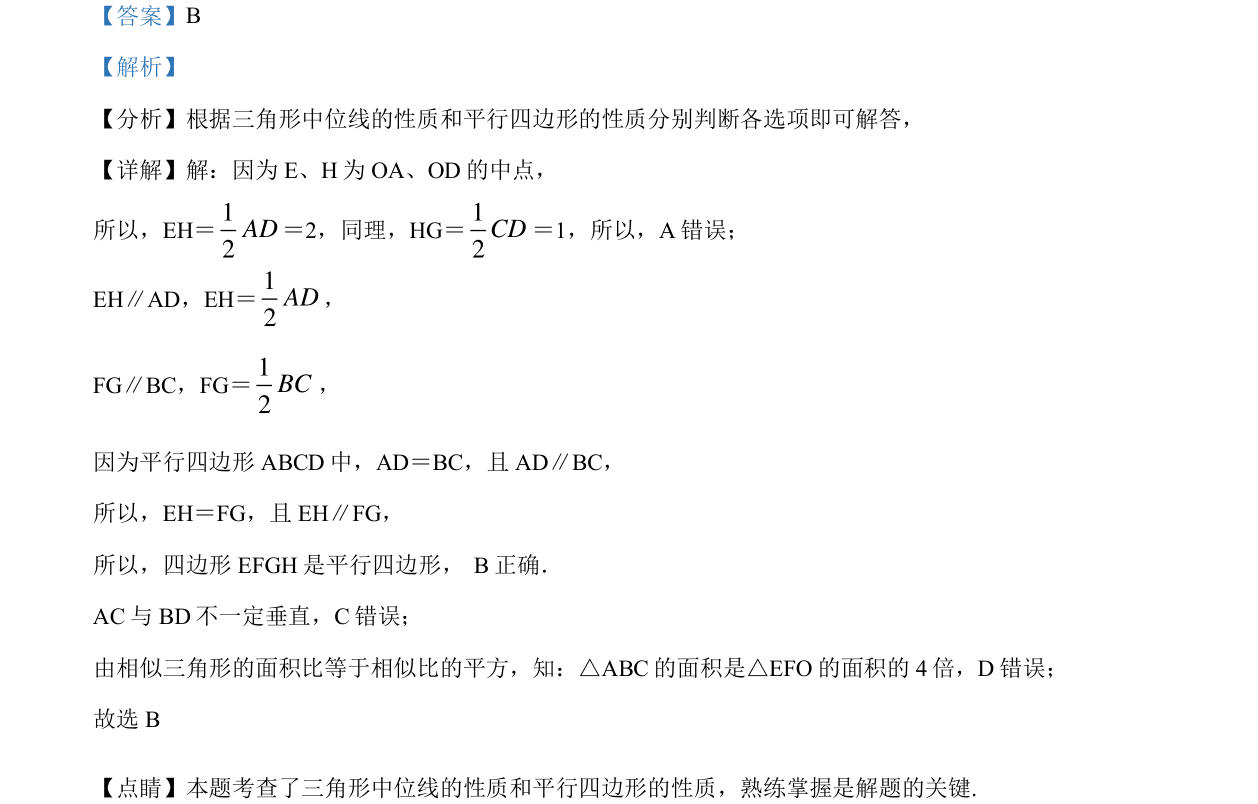 【答案】B
【解析】
【分析】根据三角形中位线的性质和平行四边形的性质分别判断各选项即可解答，
【详解】解：因为 E、H 为 OA、OD 的中点，
所以，EH＝\frac{1}{2}AD＝2，同理，HG＝\frac{1}{2}CD＝1，所以，A 错误；
EH∥AD，EH＝\frac{1}{2}AD，
FG∥BC，FG＝\frac{1}{2}BC，
因为平行四边形 ABCD 中，AD＝BC，且 AD∥BC，
所以，EH＝FG，且 EH∥FG，
所以，四边形 EFGH 是平行四边形， B 正确．
AC 与 BD 不一定垂直，C 错误；
由相似三角形的面积比等于相似比的平方，知：△ABC 的面积是△EFO 的面积的 4 倍，D 错误；
故选 B
【点睛】本题考查了三角形中位线的性质和平行四边形的性质，熟练掌握是解题的关键.